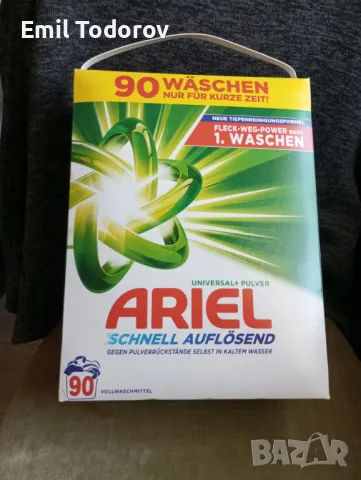 Emil Todorov
90 WÄSCHEN
NUR FÜR KURZE ZEIT!
NEUE TIEFENREINIGUNGSFORMEL
FLECK-WEG-POWER BEIM
1. WASCHEN
UNIVERSAL+ PULVER
ARIEL
SCHNELL AUFLÖSEND
GEGEN PULVERRÜCKSTÄNDE SELBST IN KALTEM WASSER
90
VOLLWASCHMITTEL
BAZAR